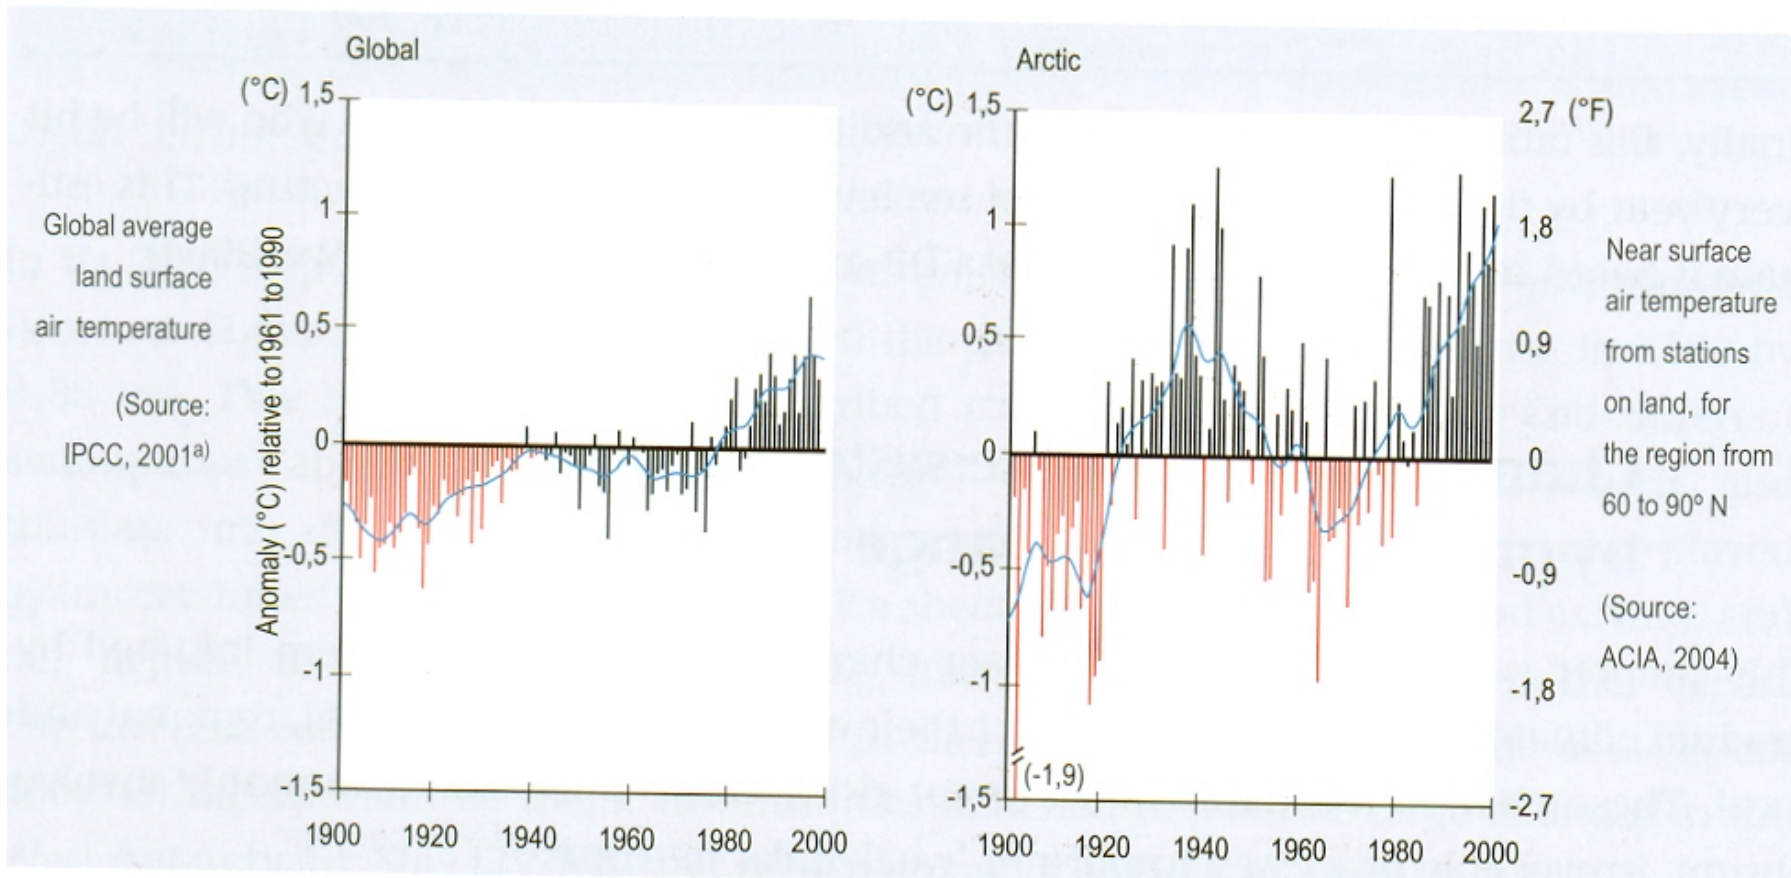 Global
(°C)
1,5
1
0,5
0
-0,5
-1
-1,5
1900 1920 1940 1960 1980 2000
Global average
land surface
air temperature
(Source:
IPCC, 2001ª⁾)
Anomaly (°C) relative to1961 to1990
Arctic
(°C)
1,5
1
0,5
0
-0,5
-1
-1,5
(-1,9)
1900 1920 1940 1960 1980 2000
2,7 (°F)
1,8
0,9
0
-0,9
-1,8
-2,7
Near surface
air temperature
from stations
on land, for
the region from
60 to 90º N
(Source:
ACIA, 2004)